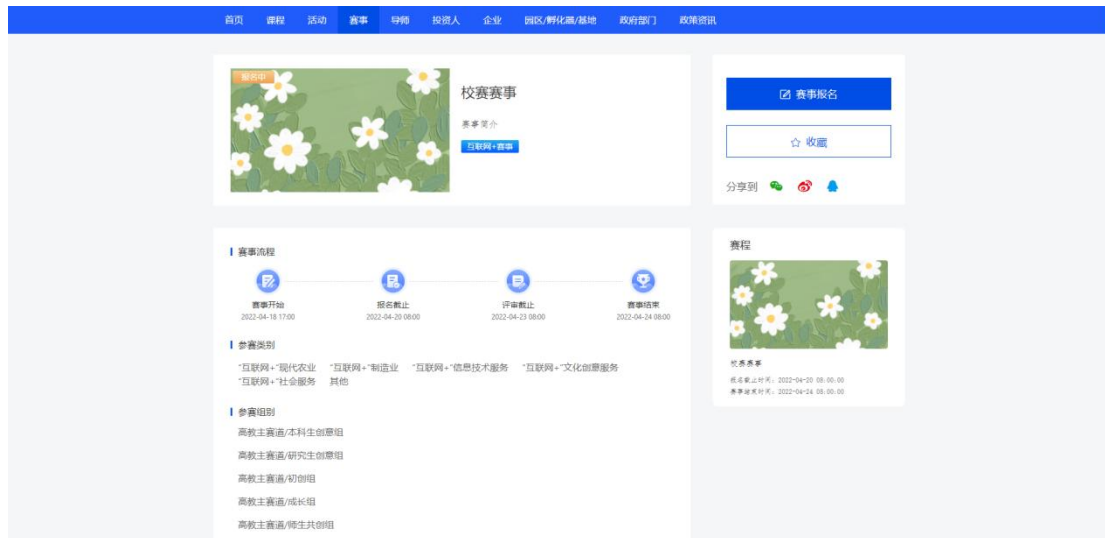 首页 课程 活动 赛事 导师 投资人 企业 园区/孵化器/基地 政府部门 政策资讯
报名中
校赛赛事
赛事简介
互联网+赛事
赛事报名
收藏
分享到
赛事流程
赛事开始 报名截止 评审截止 赛事结束
2022-04-18 17:00 2022-04-20 08:00 2022-04-23 08:00 2022-04-24 08:00
参赛类别
"互联网+"现代农业 "互联网+"制造业 "互联网+"信息技术服务 "互联网+"文化创意服务
"互联网+"社会服务 其他
参赛组别
高教主赛道/本科生创意组
高教主赛道/研究生创意组
高教主赛道/初创组
高教主赛道/成长组
高教主赛道/师生共创组
赛程
校赛赛事
报名截止时间：2022-04-20 08:00:00
赛事结束时间：2022-04-24 08:00:00